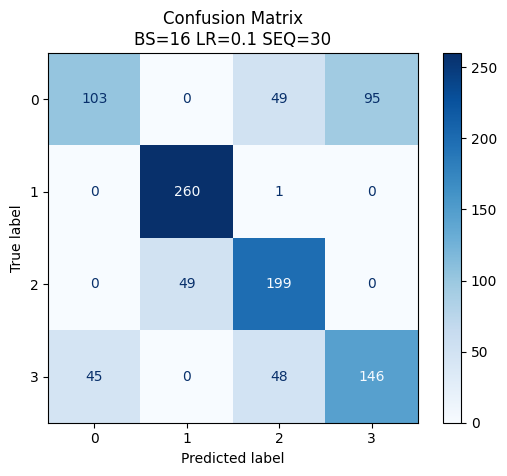 Confusion Matrix
BS=16 LR=0.1 SEQ=30
True label
0 103 0 49 95
1 0 260 1 0
2 0 49 199 0
3 45 0 48 146
0 1 2 3
Predicted label
250
200
150
100
50
0